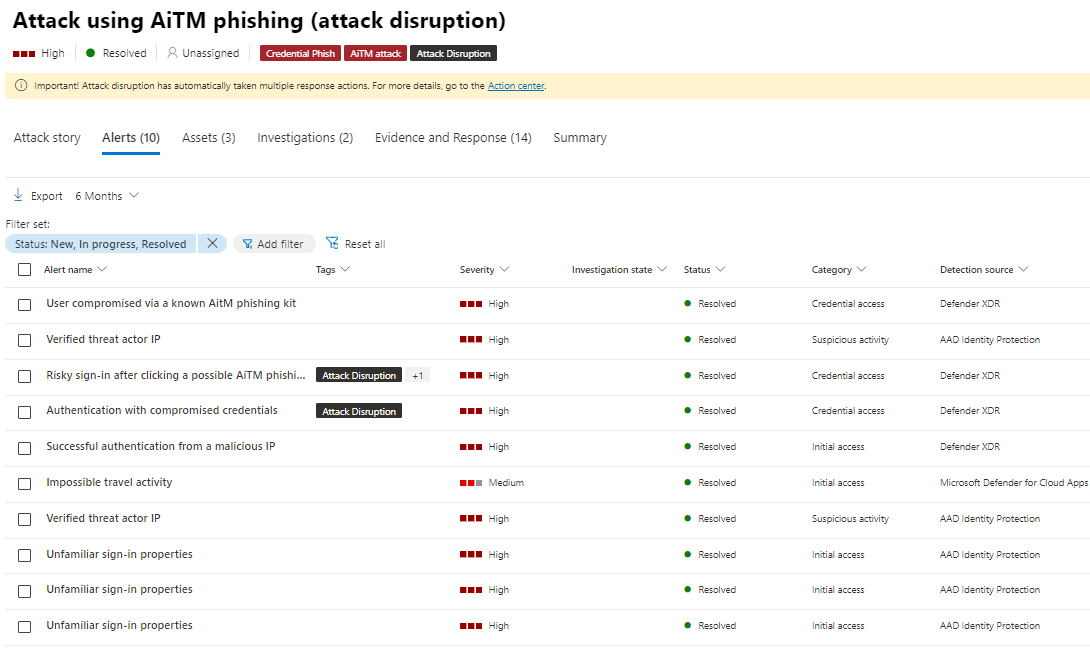 Attack using AiTM phishing (attack disruption)
High Resolved Unassigned Credential Phish AiTM attack Attack Disruption
Important! Attack disruption has automatically taken multiple response actions. For more details, go to the Action center.
Attack story Alerts (10) Assets (3) Investigations (2) Evidence and Response (14) Summary
Export 6 Months
Filter set:
Status: New, In progress, Resolved Add filter Reset all
Alert name Tags Severity Investigation state Status Category Detection source
User compromised via a known AitM phishing kit High Resolved Credential access Defender XDR
Verified threat actor IP High Resolved Suspicious activity AAD Identity Protection
Risky sign-in after clicking a possible AiTM phishi... Attack Disruption +1 High Resolved Credential access Defender XDR
Authentication with compromised credentials Attack Disruption High Resolved Credential access Defender XDR
Successful authentication from a malicious IP High Resolved Initial access Defender XDR
Impossible travel activity Medium Resolved Initial access Microsoft Defender for Cloud Apps
Verified threat actor IP High Resolved Suspicious activity AAD Identity Protection
Unfamiliar sign-in properties High Resolved Initial access AAD Identity Protection
Unfamiliar sign-in properties High Resolved Initial access AAD Identity Protection
Unfamiliar sign-in properties High Resolved Initial access AAD Identity Protection